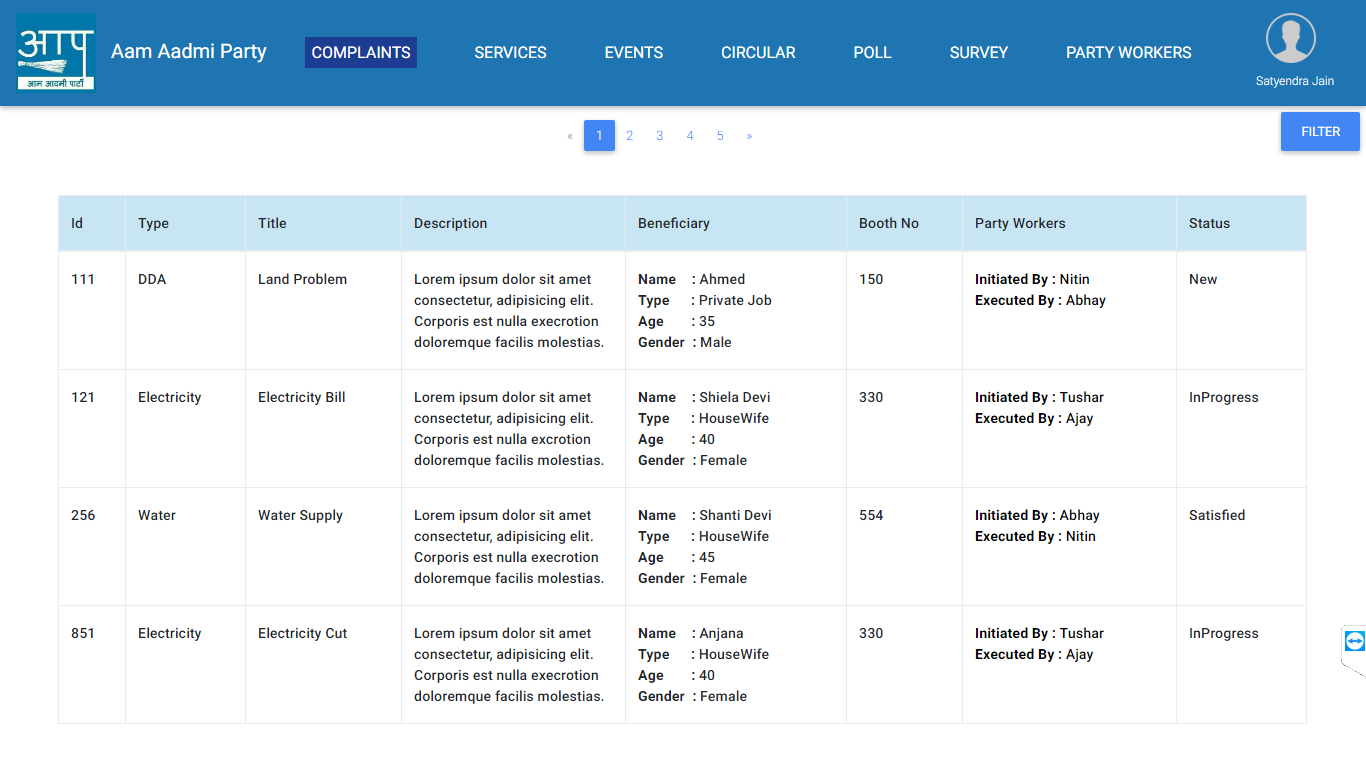 आप
आम आदमी पार्टी
Aam Aadmi Party
COMPLAINTS SERVICES EVENTS CIRCULAR POLL SURVEY PARTY WORKERS
Satyendra Jain
« 1 2 3 4 5 »
FILTER
Id Type Title Description Beneficiary Booth No Party Workers Status
111 DDA Land Problem Lorem ipsum dolor sit amet Name : Ahmed 150 Initiated By : Nitin New
consectetur, adipisicing elit. Type : Private Job Executed By : Abhay
Corporis est nulla execrotion Age : 35
doloremque facilis molestias. Gender : Male
121 Electricity Electricity Bill Lorem ipsum dolor sit amet Name : Shiela Devi 330 Initiated By : Tushar InProgress
consectetur, adipisicing elit. Type : HouseWife Executed By : Ajay
Corporis est nulla excrotion Age : 40
doloremque facilis molestias. Gender : Female
256 Water Water Supply Lorem ipsum dolor sit amet Name : Shanti Devi 554 Initiated By : Abhay Satisfied
consectetur, adipisicing elit. Type : HouseWife Executed By : Nitin
Corporis est nulla execrotion Age : 45
doloremque facilis molestias. Gender : Female
851 Electricity Electricity Cut Lorem ipsum dolor sit amet Name : Anjana 330 Initiated By : Tushar InProgress
consectetur, adipisicing elit. Type : HouseWife Executed By : Ajay
Corporis est nulla execrotion Age : 40
doloremque facilis molestias. Gender : Female